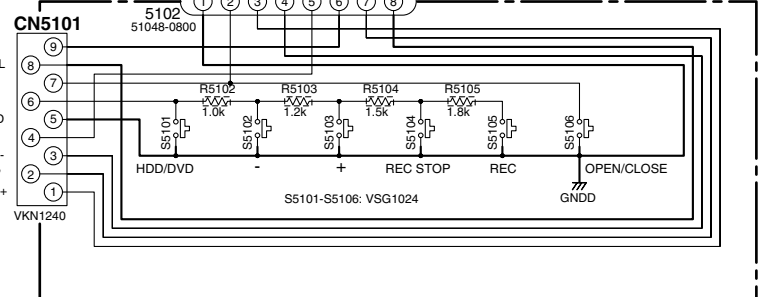 1 2 3 4 5 6 7 8
5102
51048-0800
CN5101
9
8
7
6
5
4
3
2
1
L
-
+
VKN1240
R5102 R5103 R5104 R5105
1.0k 1.2k 1.5k 1.8k
S5101 S5102 S5103 S5104 S5105 S5106
HDD/DVD - + REC STOP REC OPEN/CLOSE
GNDD
S5101-S5106: VSG1024